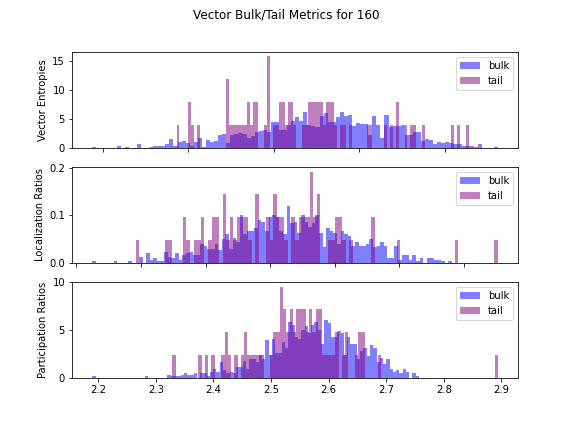 Vector Bulk/Tail Metrics for 160
Vector Entropies
15
10
5
0
bulk
tail
Localization Ratios
0.2
0.1
0.0
bulk
tail
Participation Ratios
10
5
0
bulk
tail
2.2 2.3 2.4 2.5 2.6 2.7 2.8 2.9